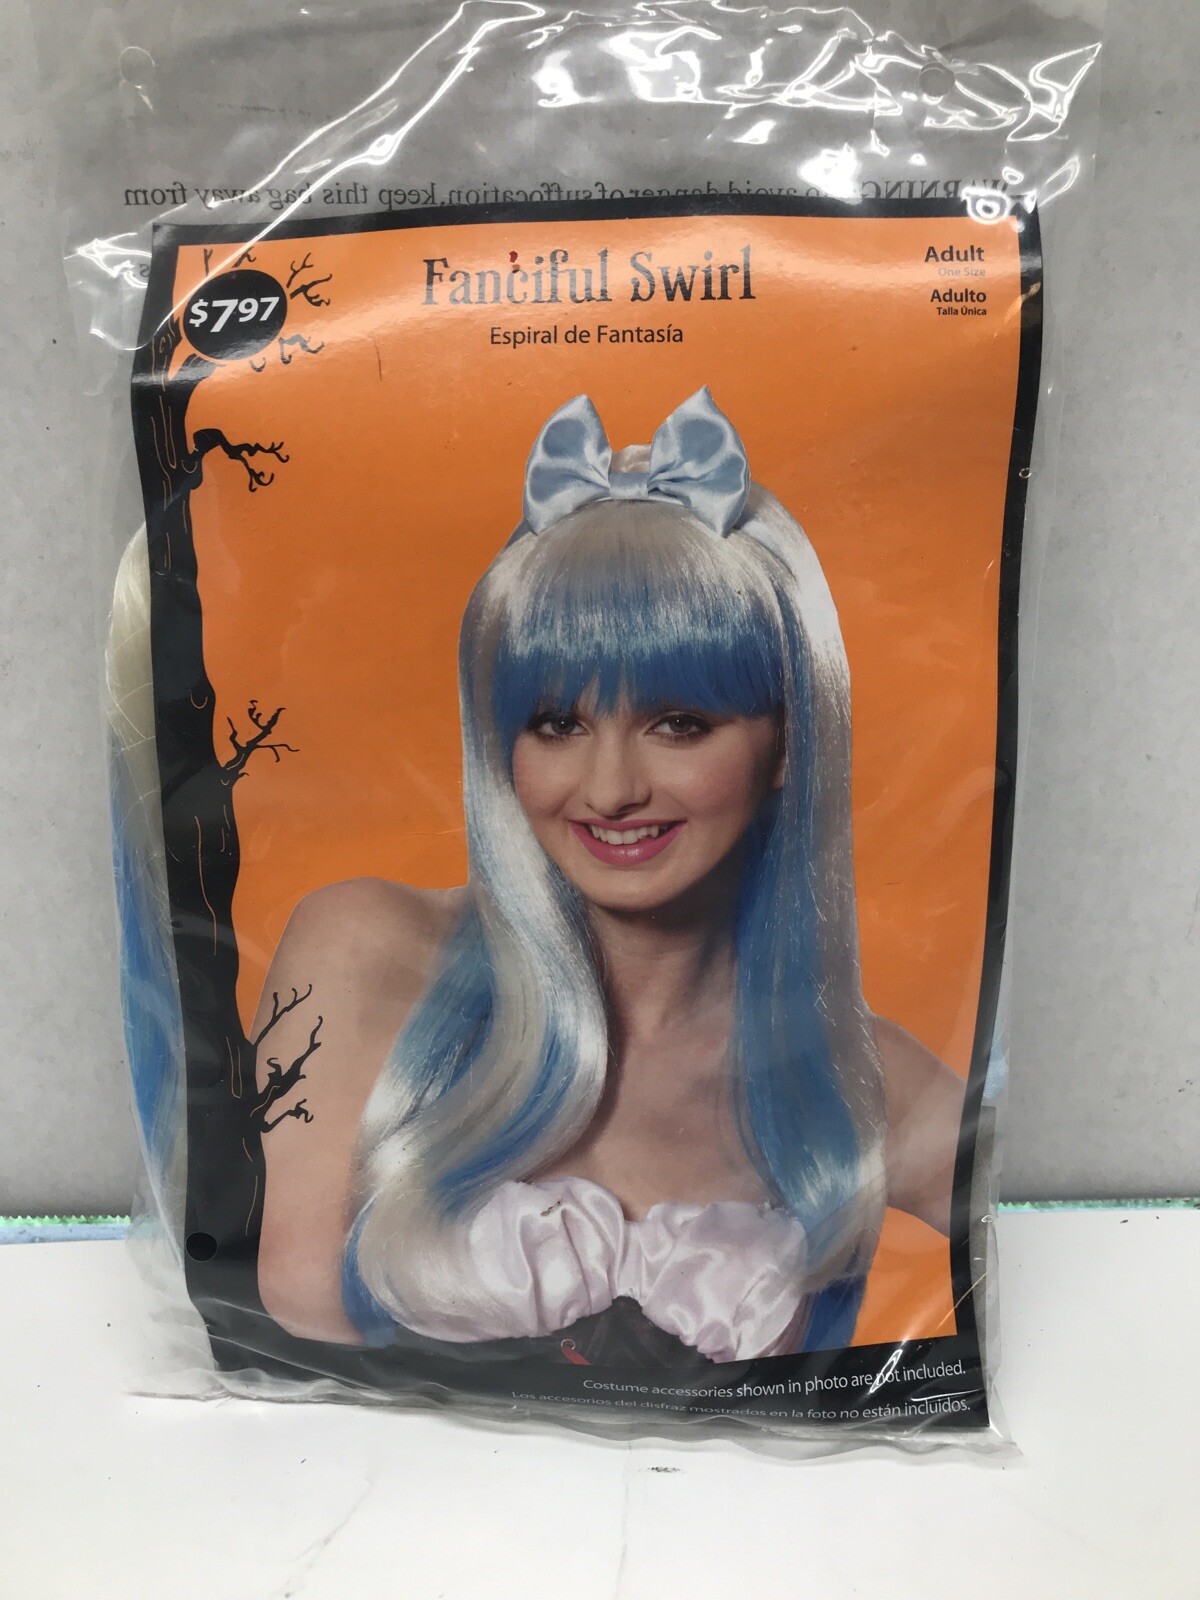 WARNING: To avoid danger of suffocation, keep this bag away from
$7.97
Fanciful Swirl
Espiral de Fantasía
Adult
One Size
Adulto
Talla Única
Costume accessories shown in photo are not included.
Los accesorios del disfraz mostrados en la foto no están incluidos.